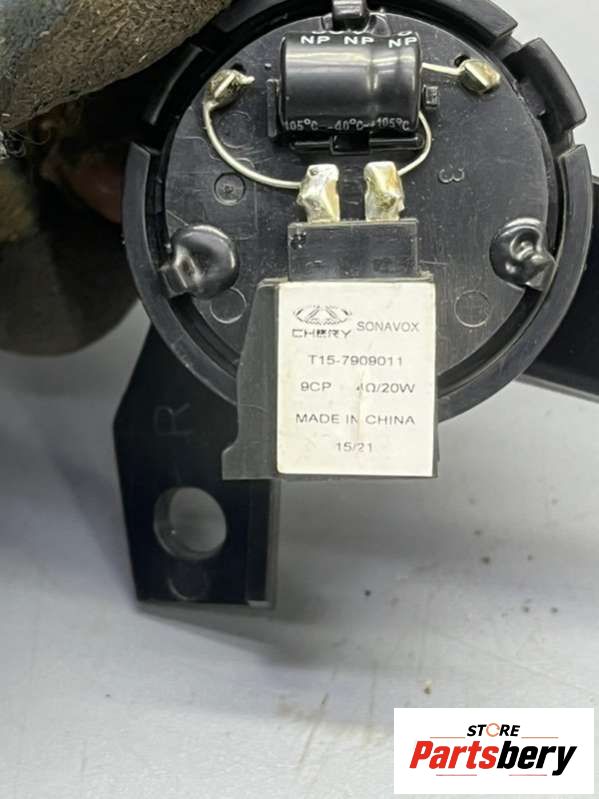 NP NP NP
105°C -40°C~+105°C
3
CHERY SONAVOX
T15-7909011
9CP 4Ω/20W
MADE IN CHINA
15/21
R
STORE
Partsbery